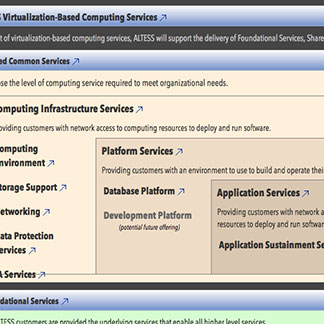 Virtualization-Based Computing Services
t of virtualization-based computing services, ALTESS will support the delivery of Foundational Services, Share
ed Common Services
ose the level of computing service required to meet organizational needs.
omputing Infrastructure Services
oviding customers with network access to computing resources to deploy and run software.
omputing
nvironment
torage Support
etworking
ata Protection
ervices
A Services
Platform Services
Providing customers with an environment to use to build and operate thei
Database Platform
Development Platform
(potential future offering)
Application Services
Providing customers with network a
resources to deploy and run softwar
Application Sustainment Se
ndational Services
TESS customers are provided the underlying services that enable all higher level services.